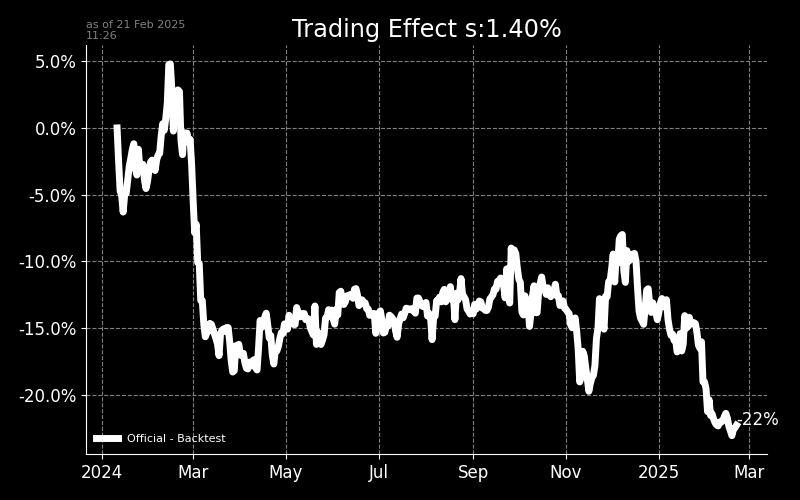 as of 21 Feb 2025
11:26
Trading Effect s:1.40%
5.0%
0.0%
-5.0%
-10.0%
-15.0%
-20.0%
-22%
Official - Backtest
2024 Mar May Jul Sep Nov 2025 Mar